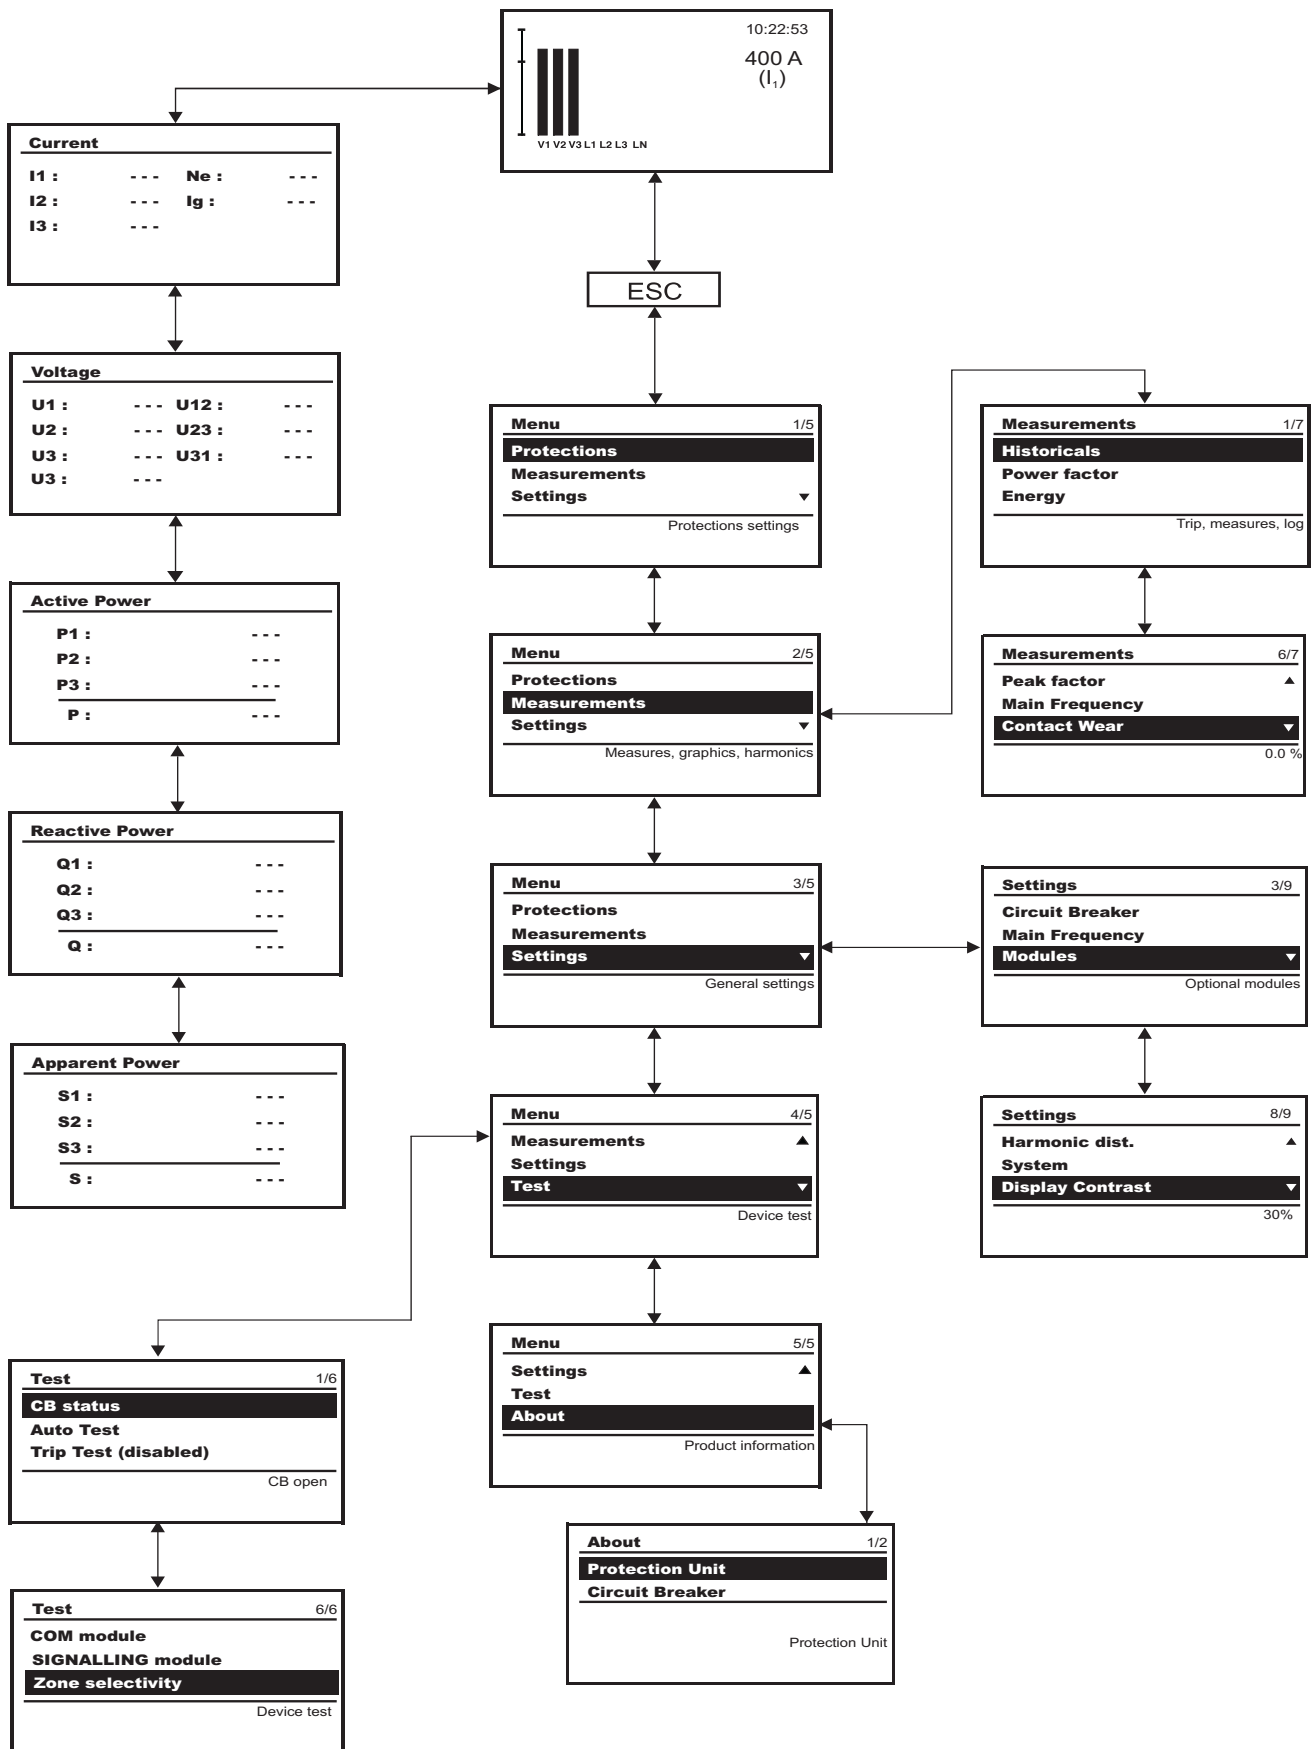 10:22:53
400 A
(I1)
V1 V2 V3 L1 L2 L3 LN
Current
I1 : --- Ne : ---
I2 : --- Ig : ---
I3 : ---
Voltage
U1 : --- U12 : ---
U2 : --- U23 : ---
U3 : --- U31 : ---
U3 : ---
Active Power
P1 : ---
P2 : ---
P3 : ---
P : ---
Reactive Power
Q1 : ---
Q2 : ---
Q3 : ---
Q : ---
Apparent Power
S1 : ---
S2 : ---
S3 : ---
S : ---
ESC
Menu 1/5
Protections
Measurements
Settings
Protections settings
Menu 2/5
Protections
Measurements
Settings
Measures, graphics, harmonics
Measurements 1/7
Historicals
Power factor
Energy
Trip, measures, log
Measurements 6/7
Peak factor
Main Frequency
Contact Wear
0.0 %
Menu 3/5
Protections
Measurements
Settings
General settings
Settings 3/9
Circuit Breaker
Main Frequency
Modules
Optional modules
Settings 8/9
Harmonic dist.
System
Display Contrast
30%
Menu 4/5
Measurements
Settings
Test
Device test
Test 1/6
CB status
Auto Test
Trip Test (disabled)
CB open
Test 6/6
COM module
SIGNALLING module
Zone selectivity
Device test
Menu 5/5
Settings
Test
About
Product information
About 1/2
Protection Unit
Circuit Breaker
Protection Unit